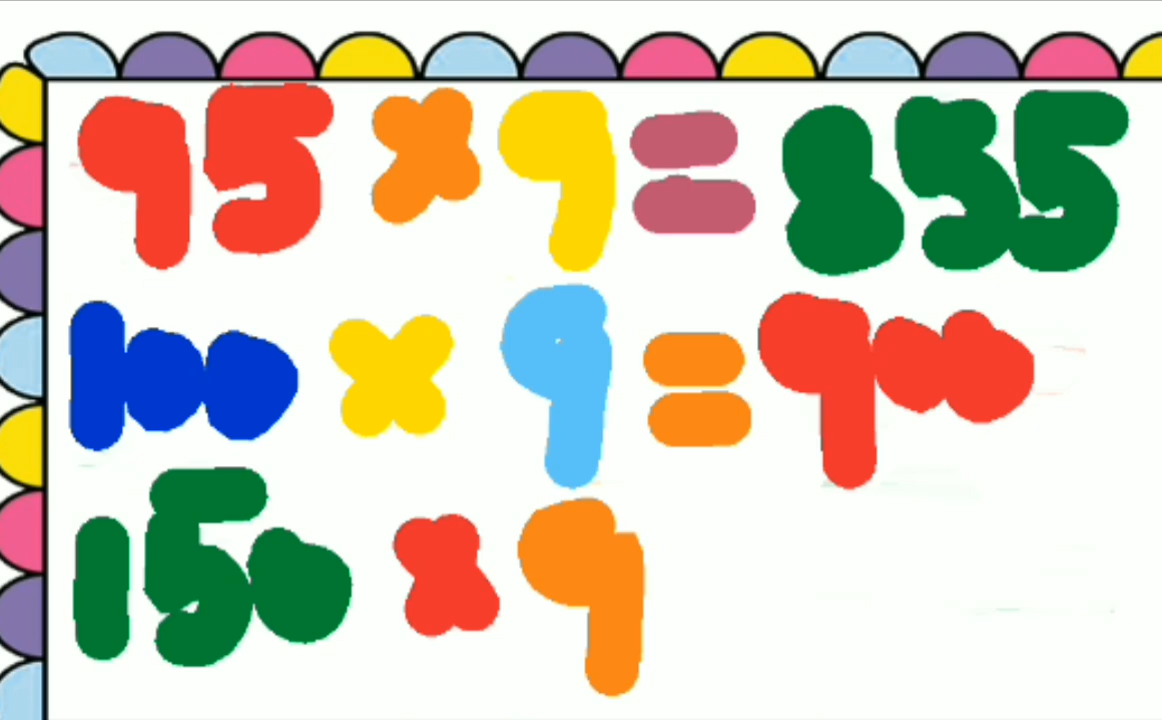 95 × 9 = 855
100 × 9 = 900
150 × 9